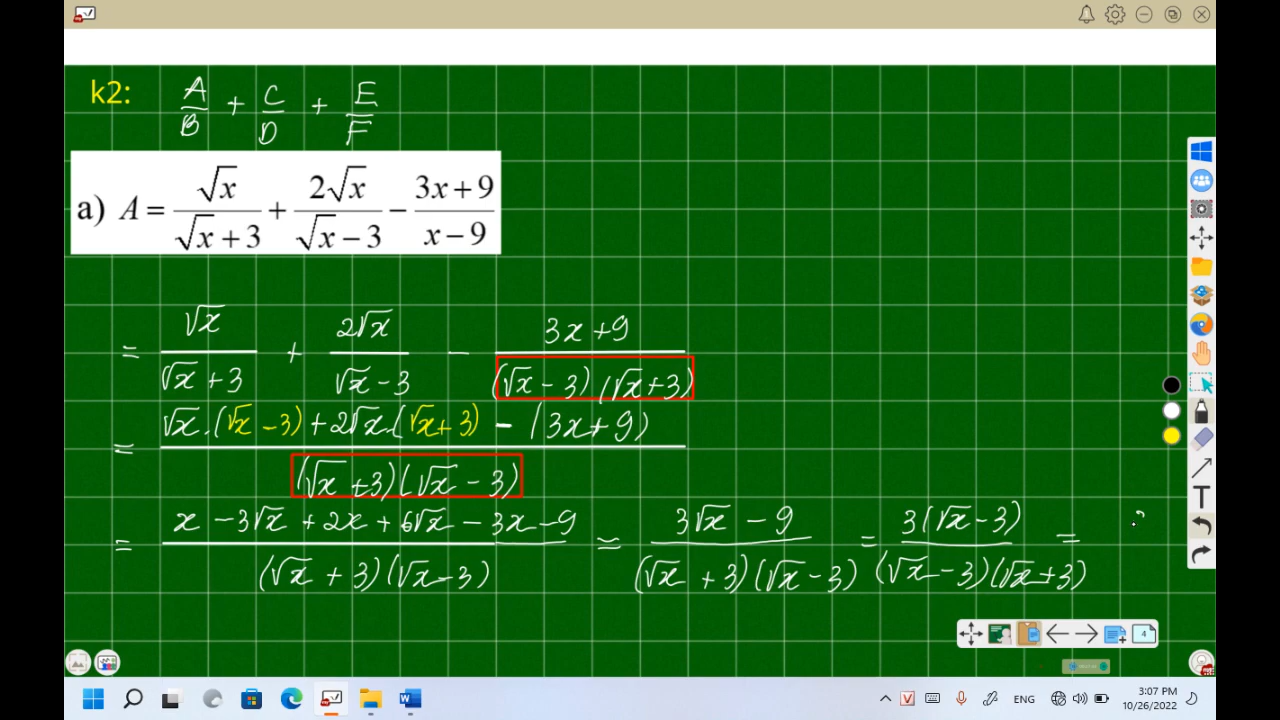 k2: A/B + C/D + E/F
a) A = √x/(√x + 3) + 2√x/(√x − 3) − (3x + 9)/(x − 9)
= √x/(√x + 3) + 2√x/(√x − 3) − (3x + 9)/((√x − 3)(√x + 3))
= (√x.(√x − 3) + 2√x.(√x + 3) − (3x + 9))/((√x + 3)(√x − 3))
= (x − 3√x + 2x + 6√x − 3x − 9)/((√x + 3)(√x − 3)) = (3√x − 9)/((√x + 3)(√x − 3)) = 3(√x − 3)/((√x − 3)(√x + 3)) =
4
ENG
3:07 PM
10/26/2022